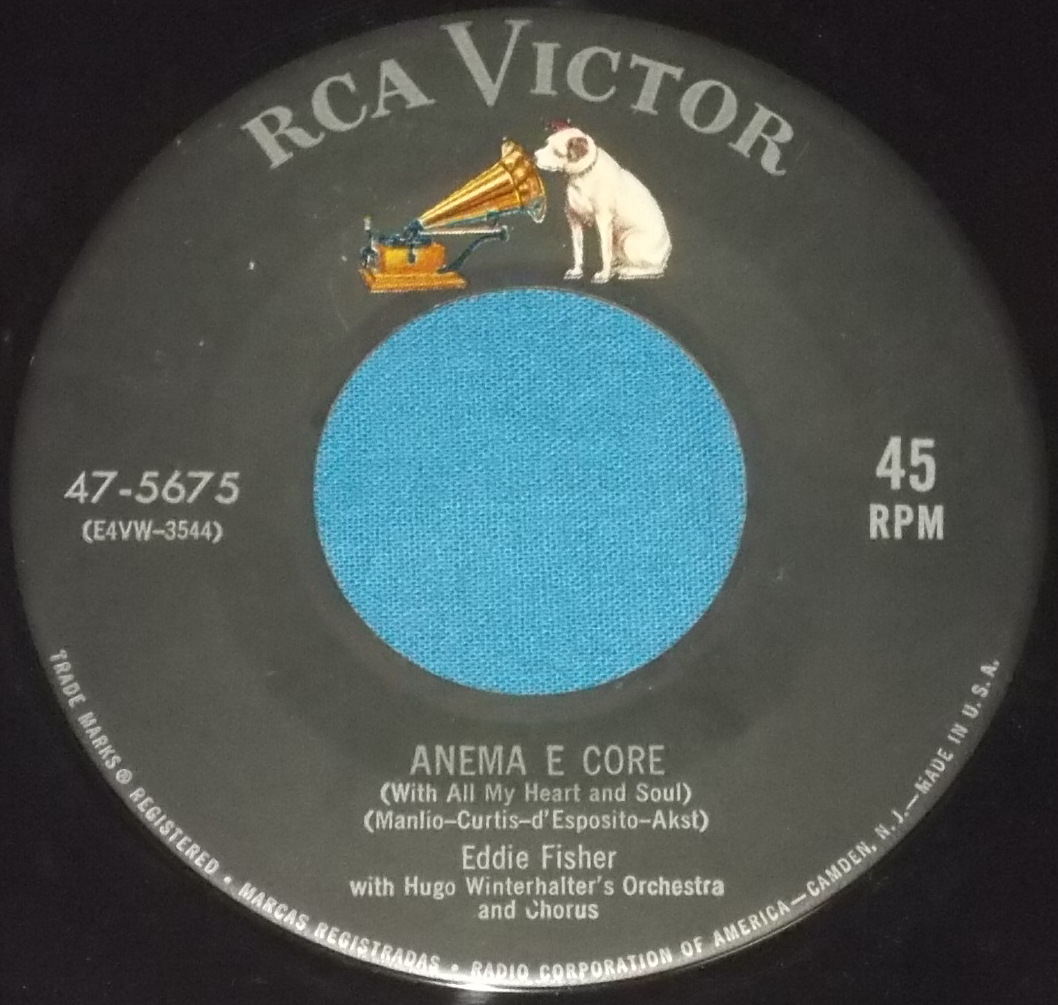 RCA VICTOR
47-5675
(E4VW-3544)
45
RPM
ANEMA E CORE
(With All My Heart and Soul)
(Manlio-Curtis-d'Esposito-Akst)
Eddie Fisher
with Hugo Winterhalter's Orchestra
and Chorus
TRADE MARKS ® REGISTERED • MARCAS REGISTRADAS • RADIO CORPORATION OF AMERICA—CAMDEN, N. J.—MADE IN U. S. A.